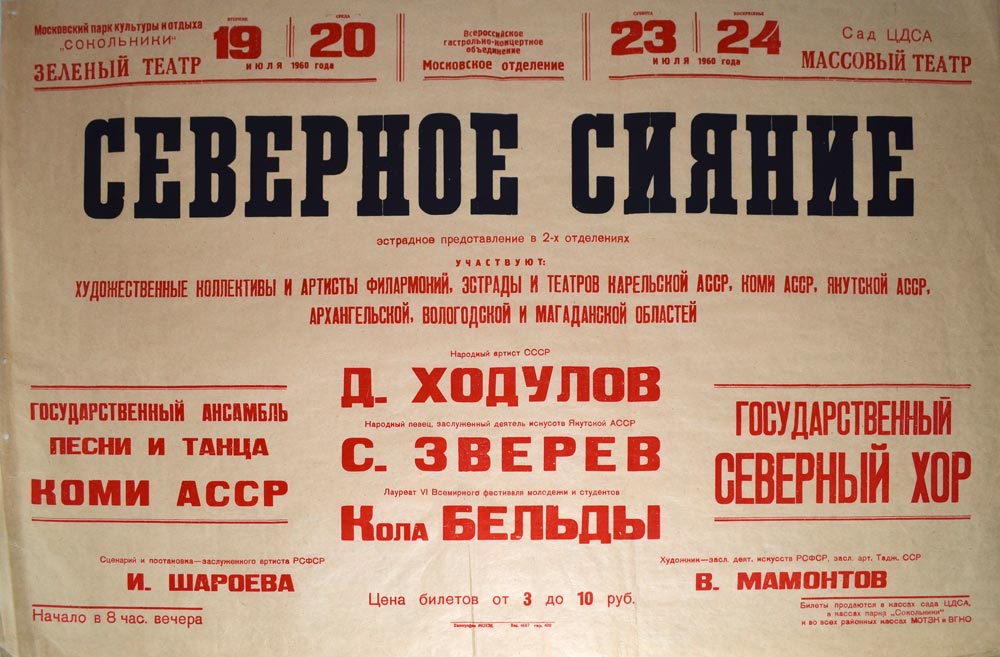 Московский парк культуры и отдыха
„СОКОЛЬНИКИ"
ЗЕЛЕНЫЙ ТЕАТР
ВТОРНИК СРЕДА
19 20
ИЮЛЯ 1960 года
Всероссийское
гастрольно-концертное
объединение
Московское отделение
СУББОТА ВОСКРЕСЕНЬЕ
23 24
ИЮЛЯ 1960 года
Сад ЦДСА
МАССОВЫЙ ТЕАТР
СЕВЕРНОЕ СИЯНИЕ
эстрадное представление в 2-х отделениях
УЧАСТВУЮТ:
ХУДОЖЕСТВЕННЫЕ КОЛЛЕКТИВЫ И АРТИСТЫ ФИЛАРМОНИЙ, ЭСТРАДЫ И ТЕАТРОВ КАРЕЛЬСКОЙ АССР, КОМИ АССР, ЯКУТСКОЙ АССР,
АРХАНГЕЛЬСКОЙ, ВОЛОГОДСКОЙ И МАГАДАНСКОЙ ОБЛАСТЕЙ
ГОСУДАРСТВЕННЫЙ АНСАМБЛЬ
ПЕСНИ И ТАНЦА
КОМИ АССР
Народный артист СССР
Д. ХОДУЛОВ
Народный певец, заслуженный деятель искусств Якутской АССР
С. ЗВЕРЕВ
Лауреат VI Всемирного фестиваля молодежи и студентов
Кола БЕЛЬДЫ
ГОСУДАРСТВЕННЫЙ
СЕВЕРНЫЙ ХОР
Сценарий и постановка—заслуженного артиста РСФСР
И. ШАРОЕВА
Художник—засл. деят. искусств РСФСР, засл. арт. Тадж. ССР
В. МАМОНТОВ
Начало в 8 час. вечера
Цена билетов от 3 до 10 руб.
Билеты продаются в кассах сада ЦДСА,
в кассах парка „Сокольники"
и во всех районных кассах МОТЭН и ВГКО